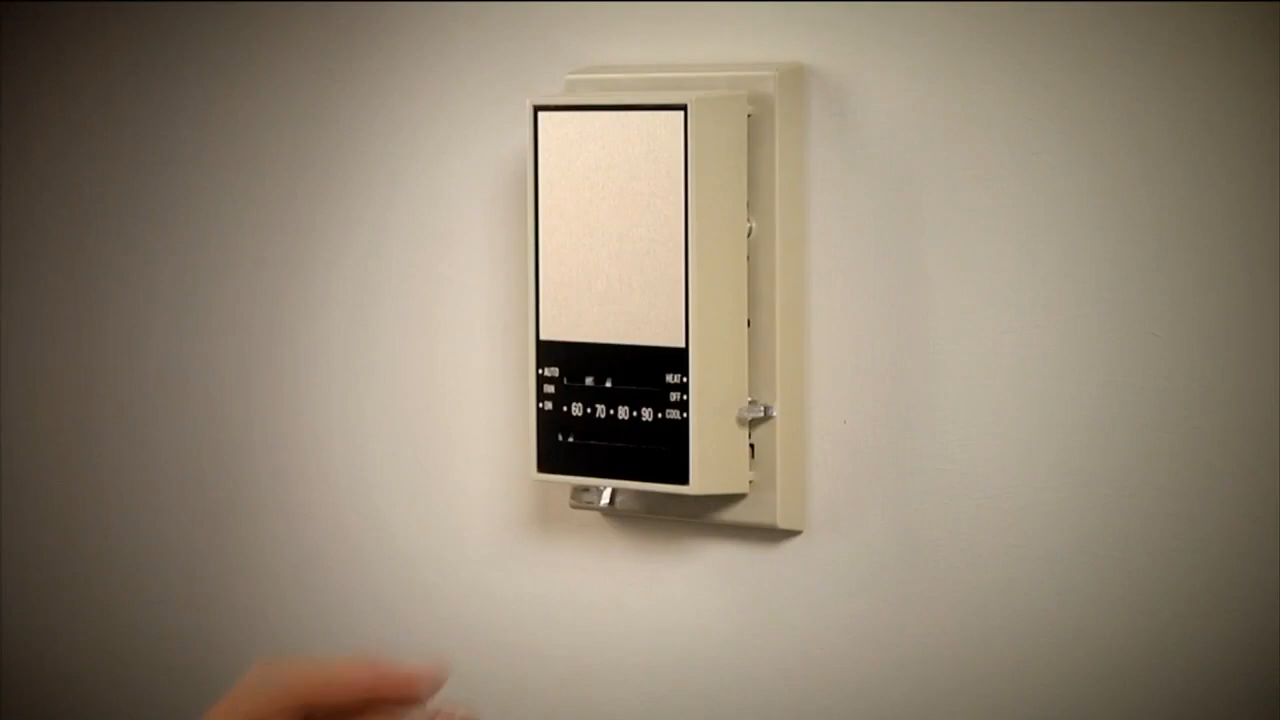 • AUTO HEAT •
FAN OFF •
• ON • 60 • 70 • 80 • 90 • COOL •